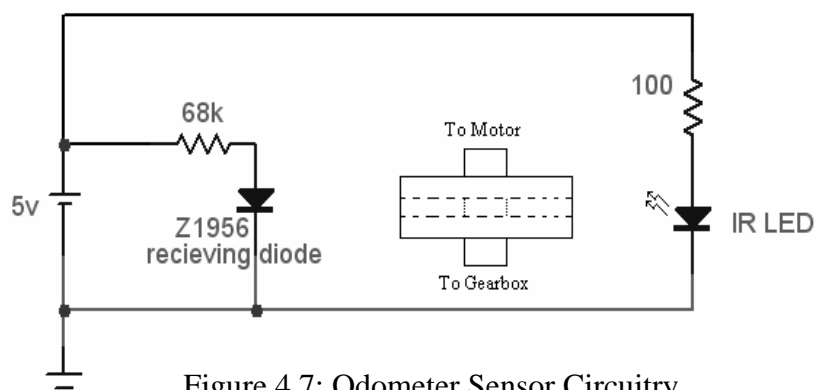 100
68k
To Motor
5v
Z1956
recieving diode
IR LED
To Gearbox
Figure 4.7: Odometer Sensor Circuitry